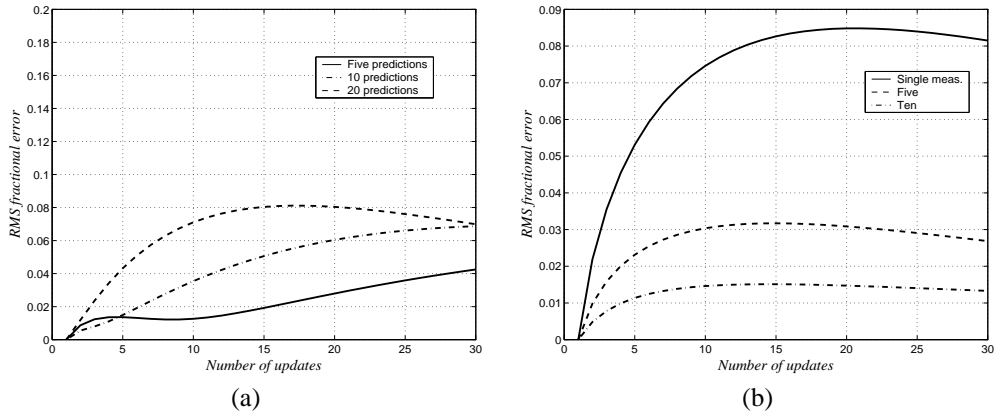 0.2
0.18
0.16
0.14
0.12
0.1
0.08
0.06
0.04
0.02
0
RMS fractional error
Five predictions
10 predictions
20 predictions
0 5 10 15 20 25 30
Number of updates
(a)
0.09
0.08
0.07
0.06
0.05
0.04
0.03
0.02
0.01
0
RMS fractional error
Single meas.
Five
Ten
0 5 10 15 20 25 30
Number of updates
(b)